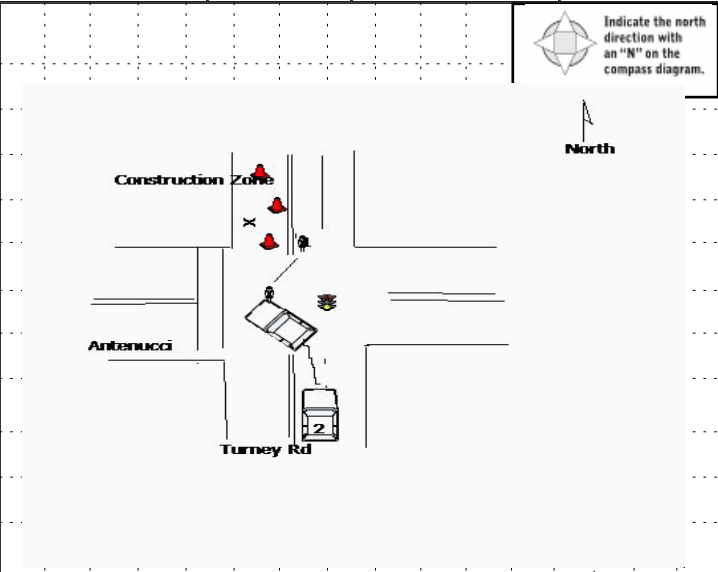 Indicate the north
direction with
an “N” on the
compass diagram.
North
Construction Zone
Antenucci
2
Turney Rd